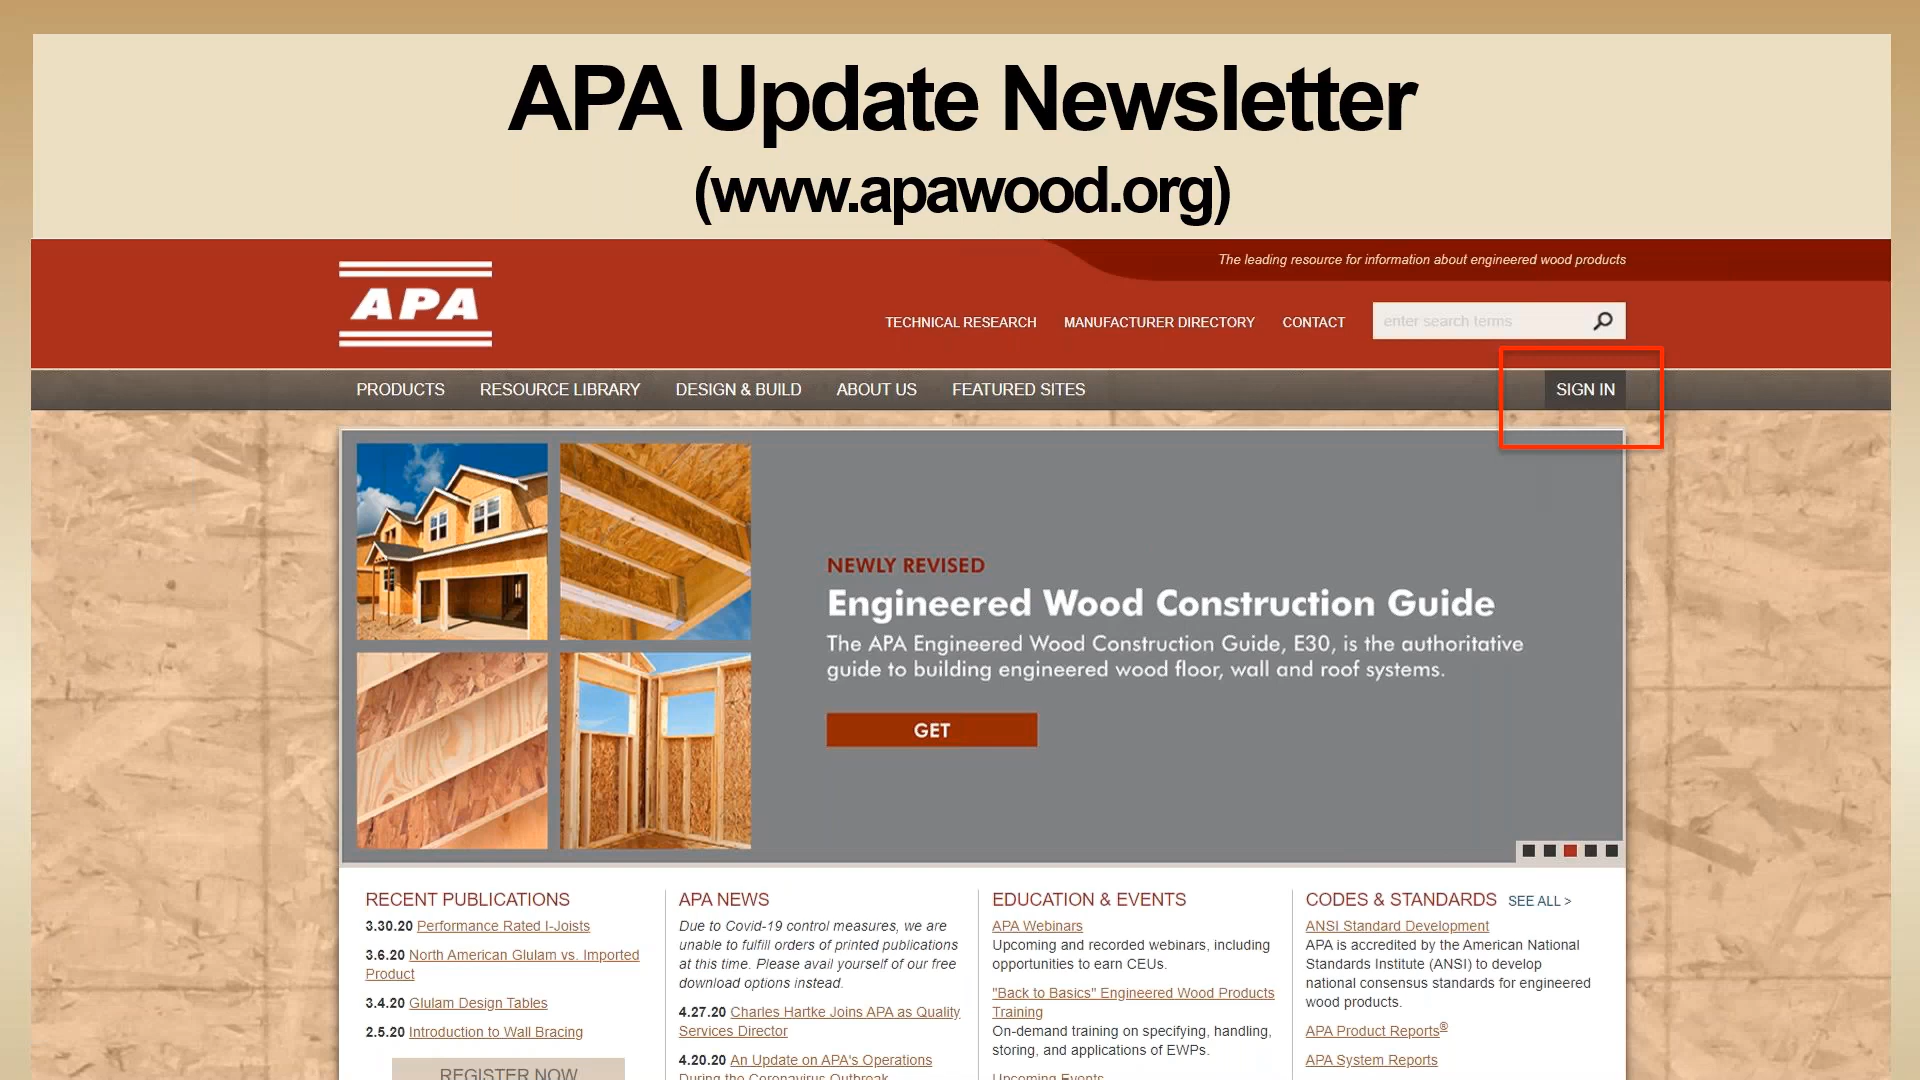 APA Update Newsletter
(www.apawood.org)
The leading resource for information about engineered wood products
APA
TECHNICAL RESEARCH MANUFACTURER DIRECTORY CONTACT enter search terms
PRODUCTS RESOURCE LIBRARY DESIGN & BUILD ABOUT US FEATURED SITES SIGN IN
NEWLY REVISED
Engineered Wood Construction Guide
The APA Engineered Wood Construction Guide, E30, is the authoritative
guide to building engineered wood floor, wall and roof systems.
GET
RECENT PUBLICATIONS
3.30.20 Performance Rated I-Joists
3.6.20 North American Glulam vs. Imported
Product
3.4.20 Glulam Design Tables
2.5.20 Introduction to Wall Bracing
REGISTER NOW
APA NEWS
Due to Covid-19 control measures, we are
unable to fulfill orders of printed publications
at this time. Please avail yourself of our free
download options instead.
4.27.20 Charles Hartke Joins APA as Quality
Services Director
4.20.20 An Update on APA's Operations
During the Coronavirus Outbreak
EDUCATION & EVENTS
APA Webinars
Upcoming and recorded webinars, including
opportunities to earn CEUs.
"Back to Basics" Engineered Wood Products
Training
On-demand training on specifying, handling,
storing, and applications of EWPs.
Upcoming Events
CODES & STANDARDS SEE ALL >
ANSI Standard Development
APA is accredited by the American National
Standards Institute (ANSI) to develop
national consensus standards for engineered
wood products.
APA Product Reports®
APA System Reports